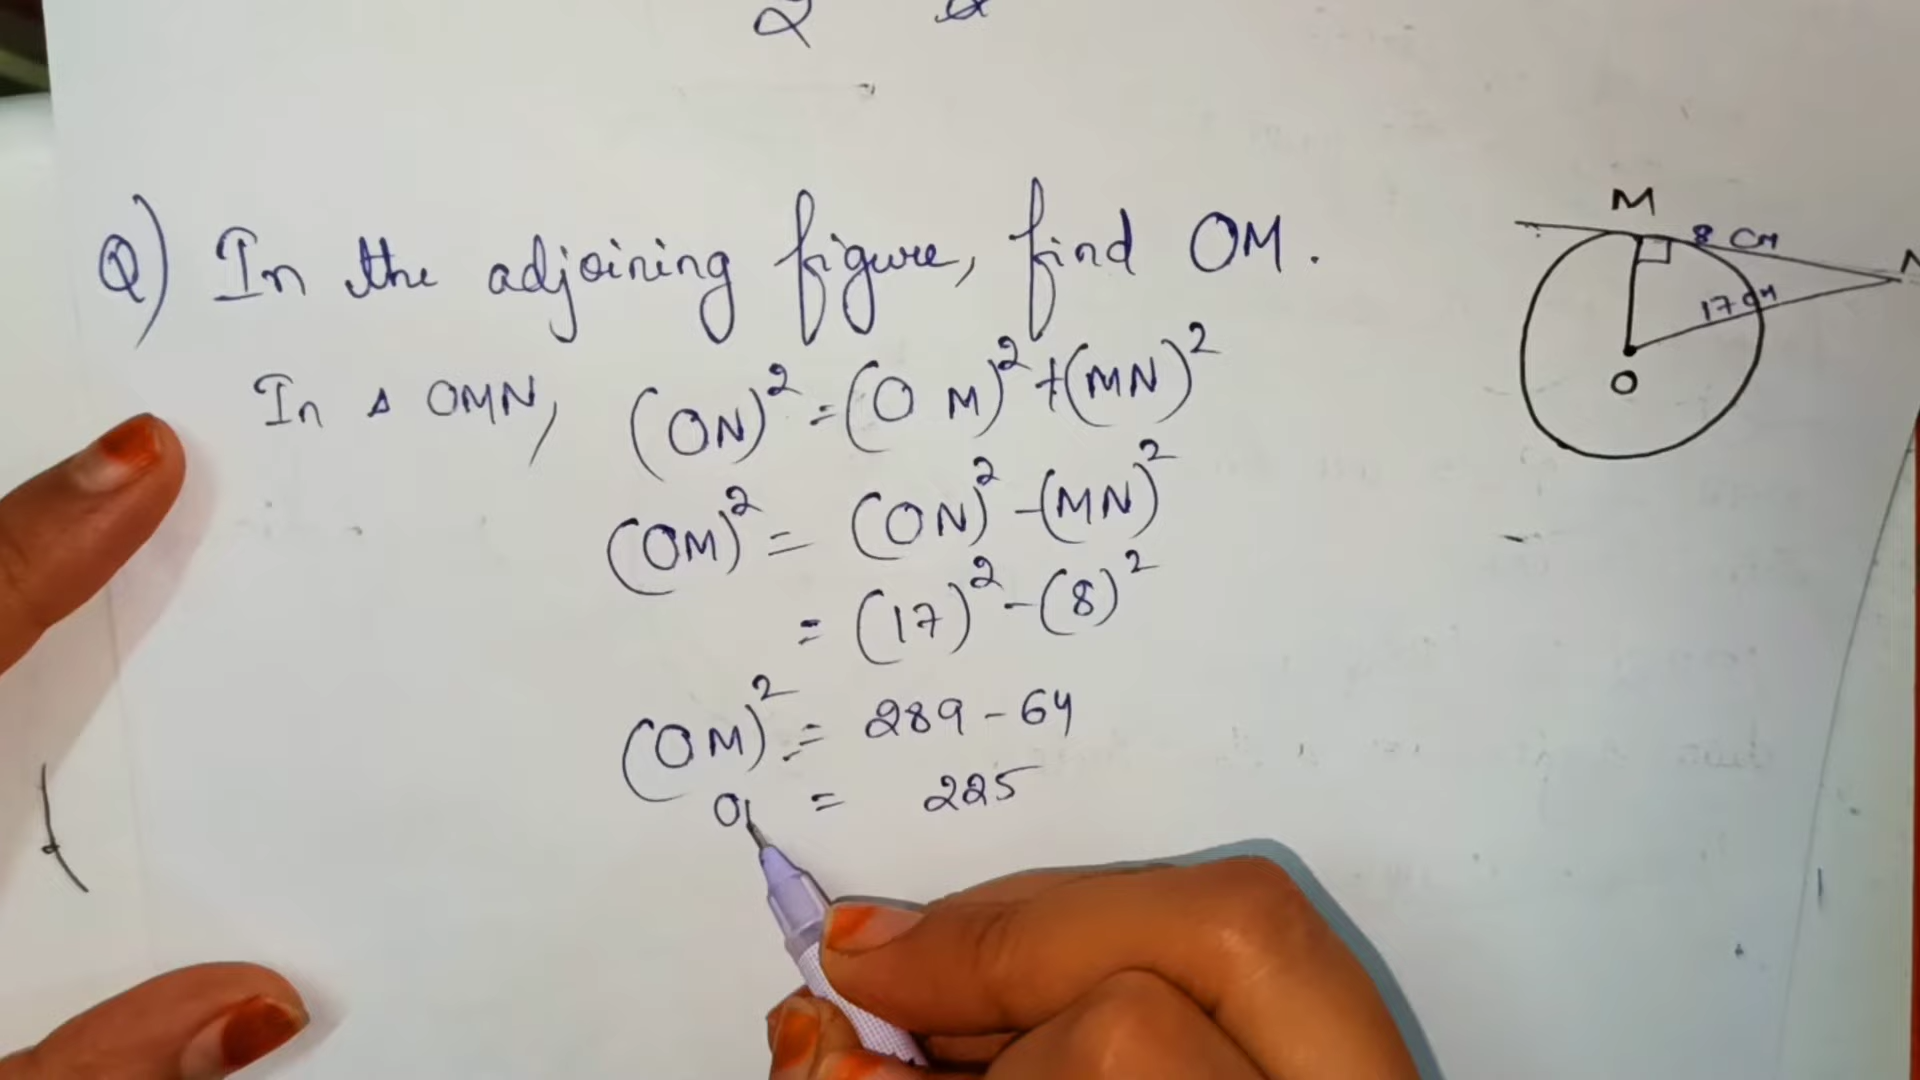 Q) In the adjoining figure, find OM.
In Δ OMN, (ON)² = (OM)² + (MN)²
(OM)² = (ON)² - (MN)²
= (17)² - (8)²
(OM)² = 289 - 64
= 225
M
8 cm
N
17 cm
O